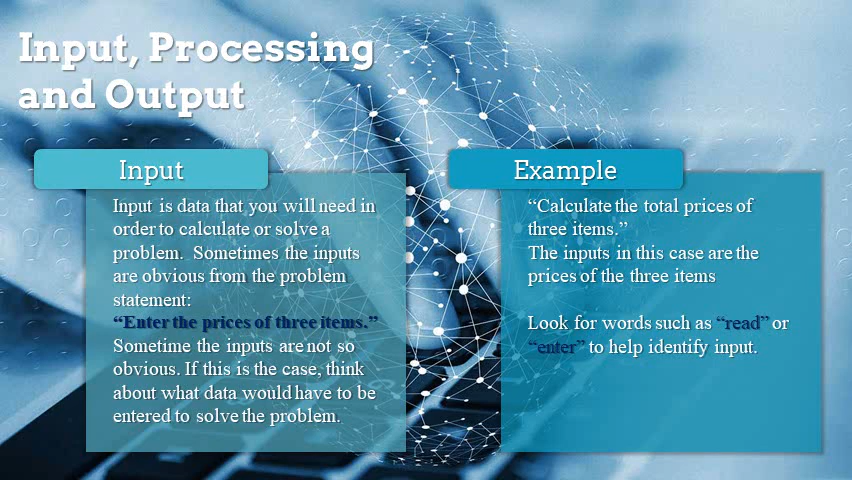 Input, Processing
and Output
Input
Input is data that you will need in
order to calculate or solve a
problem. Sometimes the inputs
are obvious from the problem
statement:
“Enter the prices of three items.”
Sometime the inputs are not so
obvious. If this is the case, think
about what data would have to be
entered to solve the problem.
Example
“Calculate the total prices of
three items.”
The inputs in this case are the
prices of the three items
Look for words such as “read” or
“enter” to help identify input.